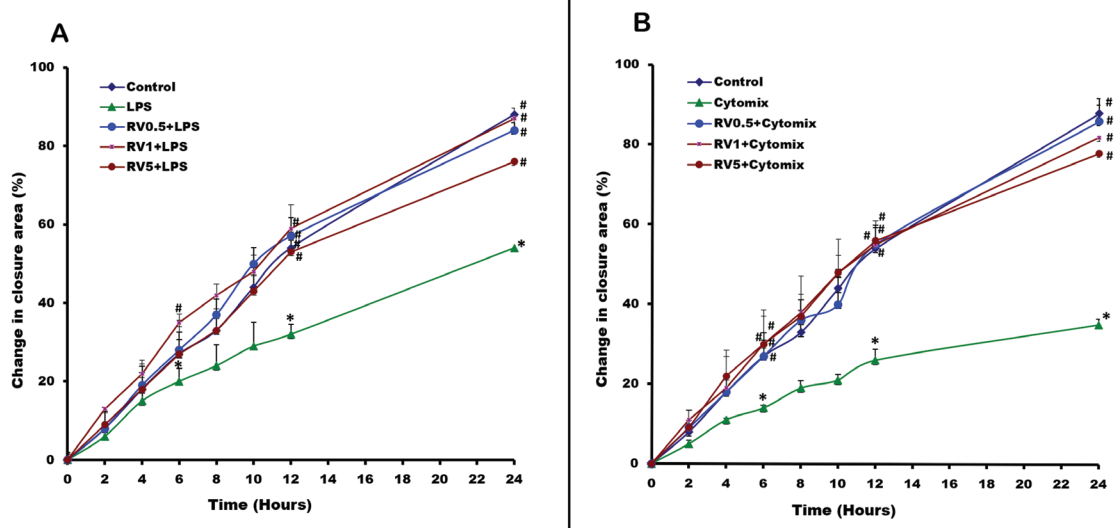 A
Change in closure area (%)
100
80
60
40
20
0
Control
LPS
RV0.5+LPS
RV1+LPS
RV5+LPS
#
#
#
#
*
#
#
#
#
*
#
*
0 2 4 6 8 10 12 14 16 18 20 22 24
Time (Hours)
B
Change in closure area (%)
100
80
60
40
20
0
Control
Cytomix
RV0.5+Cytomix
RV1+Cytomix
RV5+Cytomix
#
#
#
#
*
#
#
#
#
*
#
#
#
#
*
0 2 4 6 8 10 12 14 16 18 20 22 24
Time (Hours)